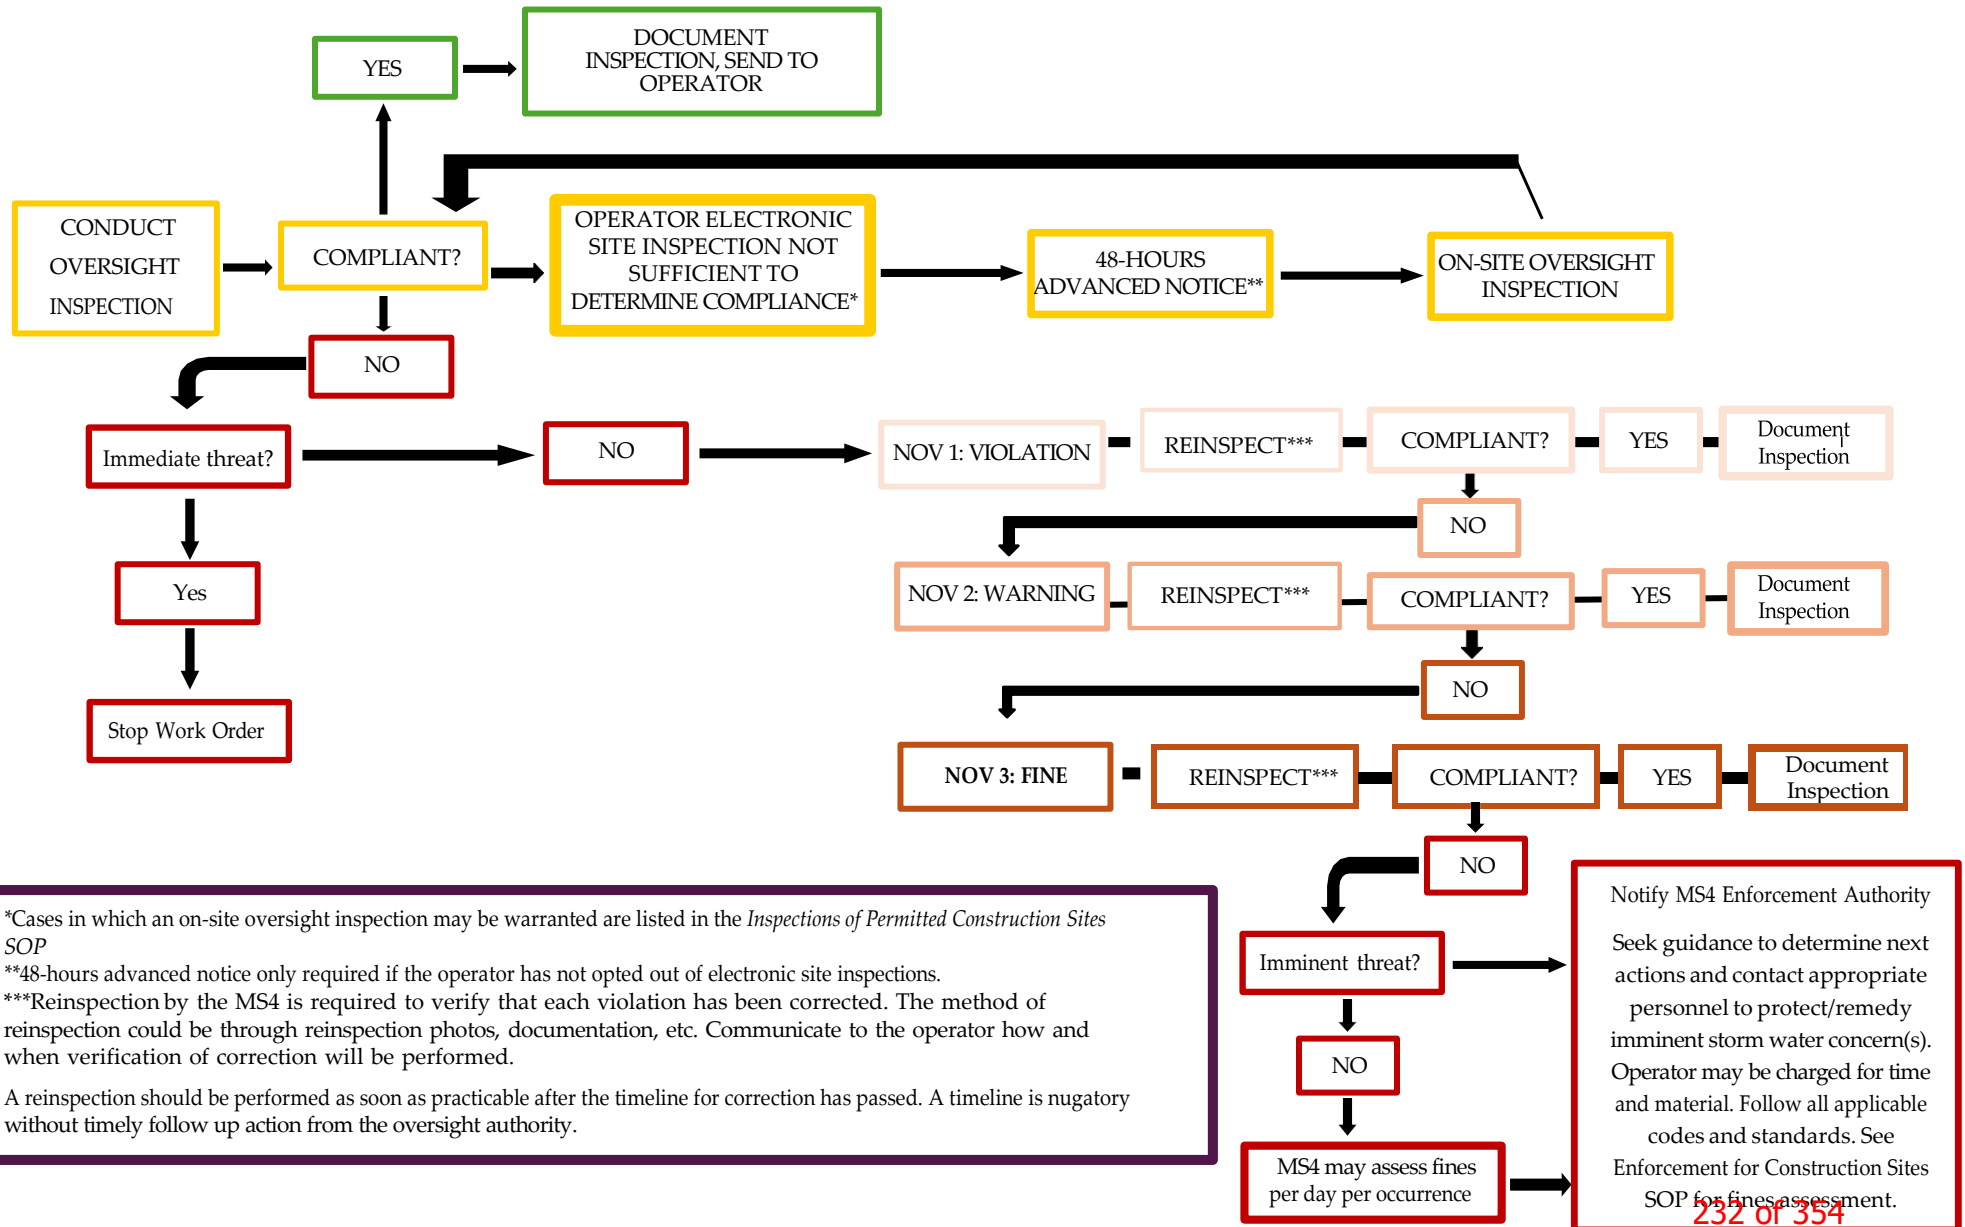 YES
DOCUMENT
INSPECTION, SEND TO
OPERATOR
CONDUCT
OVERSIGHT
INSPECTION
COMPLIANT?
OPERATOR ELECTRONIC
SITE INSPECTION NOT
SUFFICIENT TO
DETERMINE COMPLIANCE*
48-HOURS
ADVANCED NOTICE**
ON-SITE OVERSIGHT
INSPECTION
NO
Immediate threat?
NO
NOV 1: VIOLATION
REINSPECT***
COMPLIANT?
YES
Document
Inspection
NO
Yes
NOV 2: WARNING
REINSPECT***
COMPLIANT?
YES
Document
Inspection
NO
Stop Work Order
NOV 3: FINE
REINSPECT***
COMPLIANT?
YES
Document
Inspection
NO
Imminent threat?
NO
MS4 may assess fines
per day per occurrence
Notify MS4 Enforcement Authority
Seek guidance to determine next
actions and contact appropriate
personnel to protect/remedy
imminent storm water concern(s).
Operator may be charged for time
and material. Follow all applicable
codes and standards. See
Enforcement for Construction Sites
SOP for fines assessment.
*Cases in which an on-site oversight inspection may be warranted are listed in the Inspections of Permitted Construction Sites
SOP
**48-hours advanced notice only required if the operator has not opted out of electronic site inspections.
***Reinspection by the MS4 is required to verify that each violation has been corrected. The method of
reinspection could be through reinspection photos, documentation, etc. Communicate to the operator how and
when verification of correction will be performed.
A reinspection should be performed as soon as practicable after the timeline for correction has passed. A timeline is nugatory
without timely follow up action from the oversight authority.
232 of 354